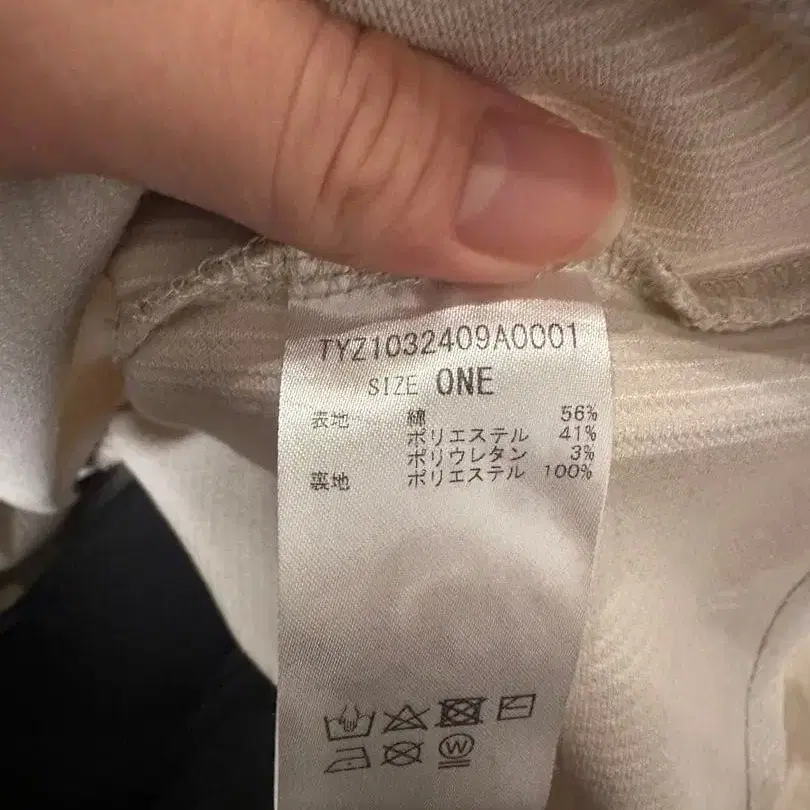 TYZ1032409A0001
SIZE ONE
表地 綿 56%
ポリエステル 41%
ポリウレタン 3%
裏地 ポリエステル 100%
W